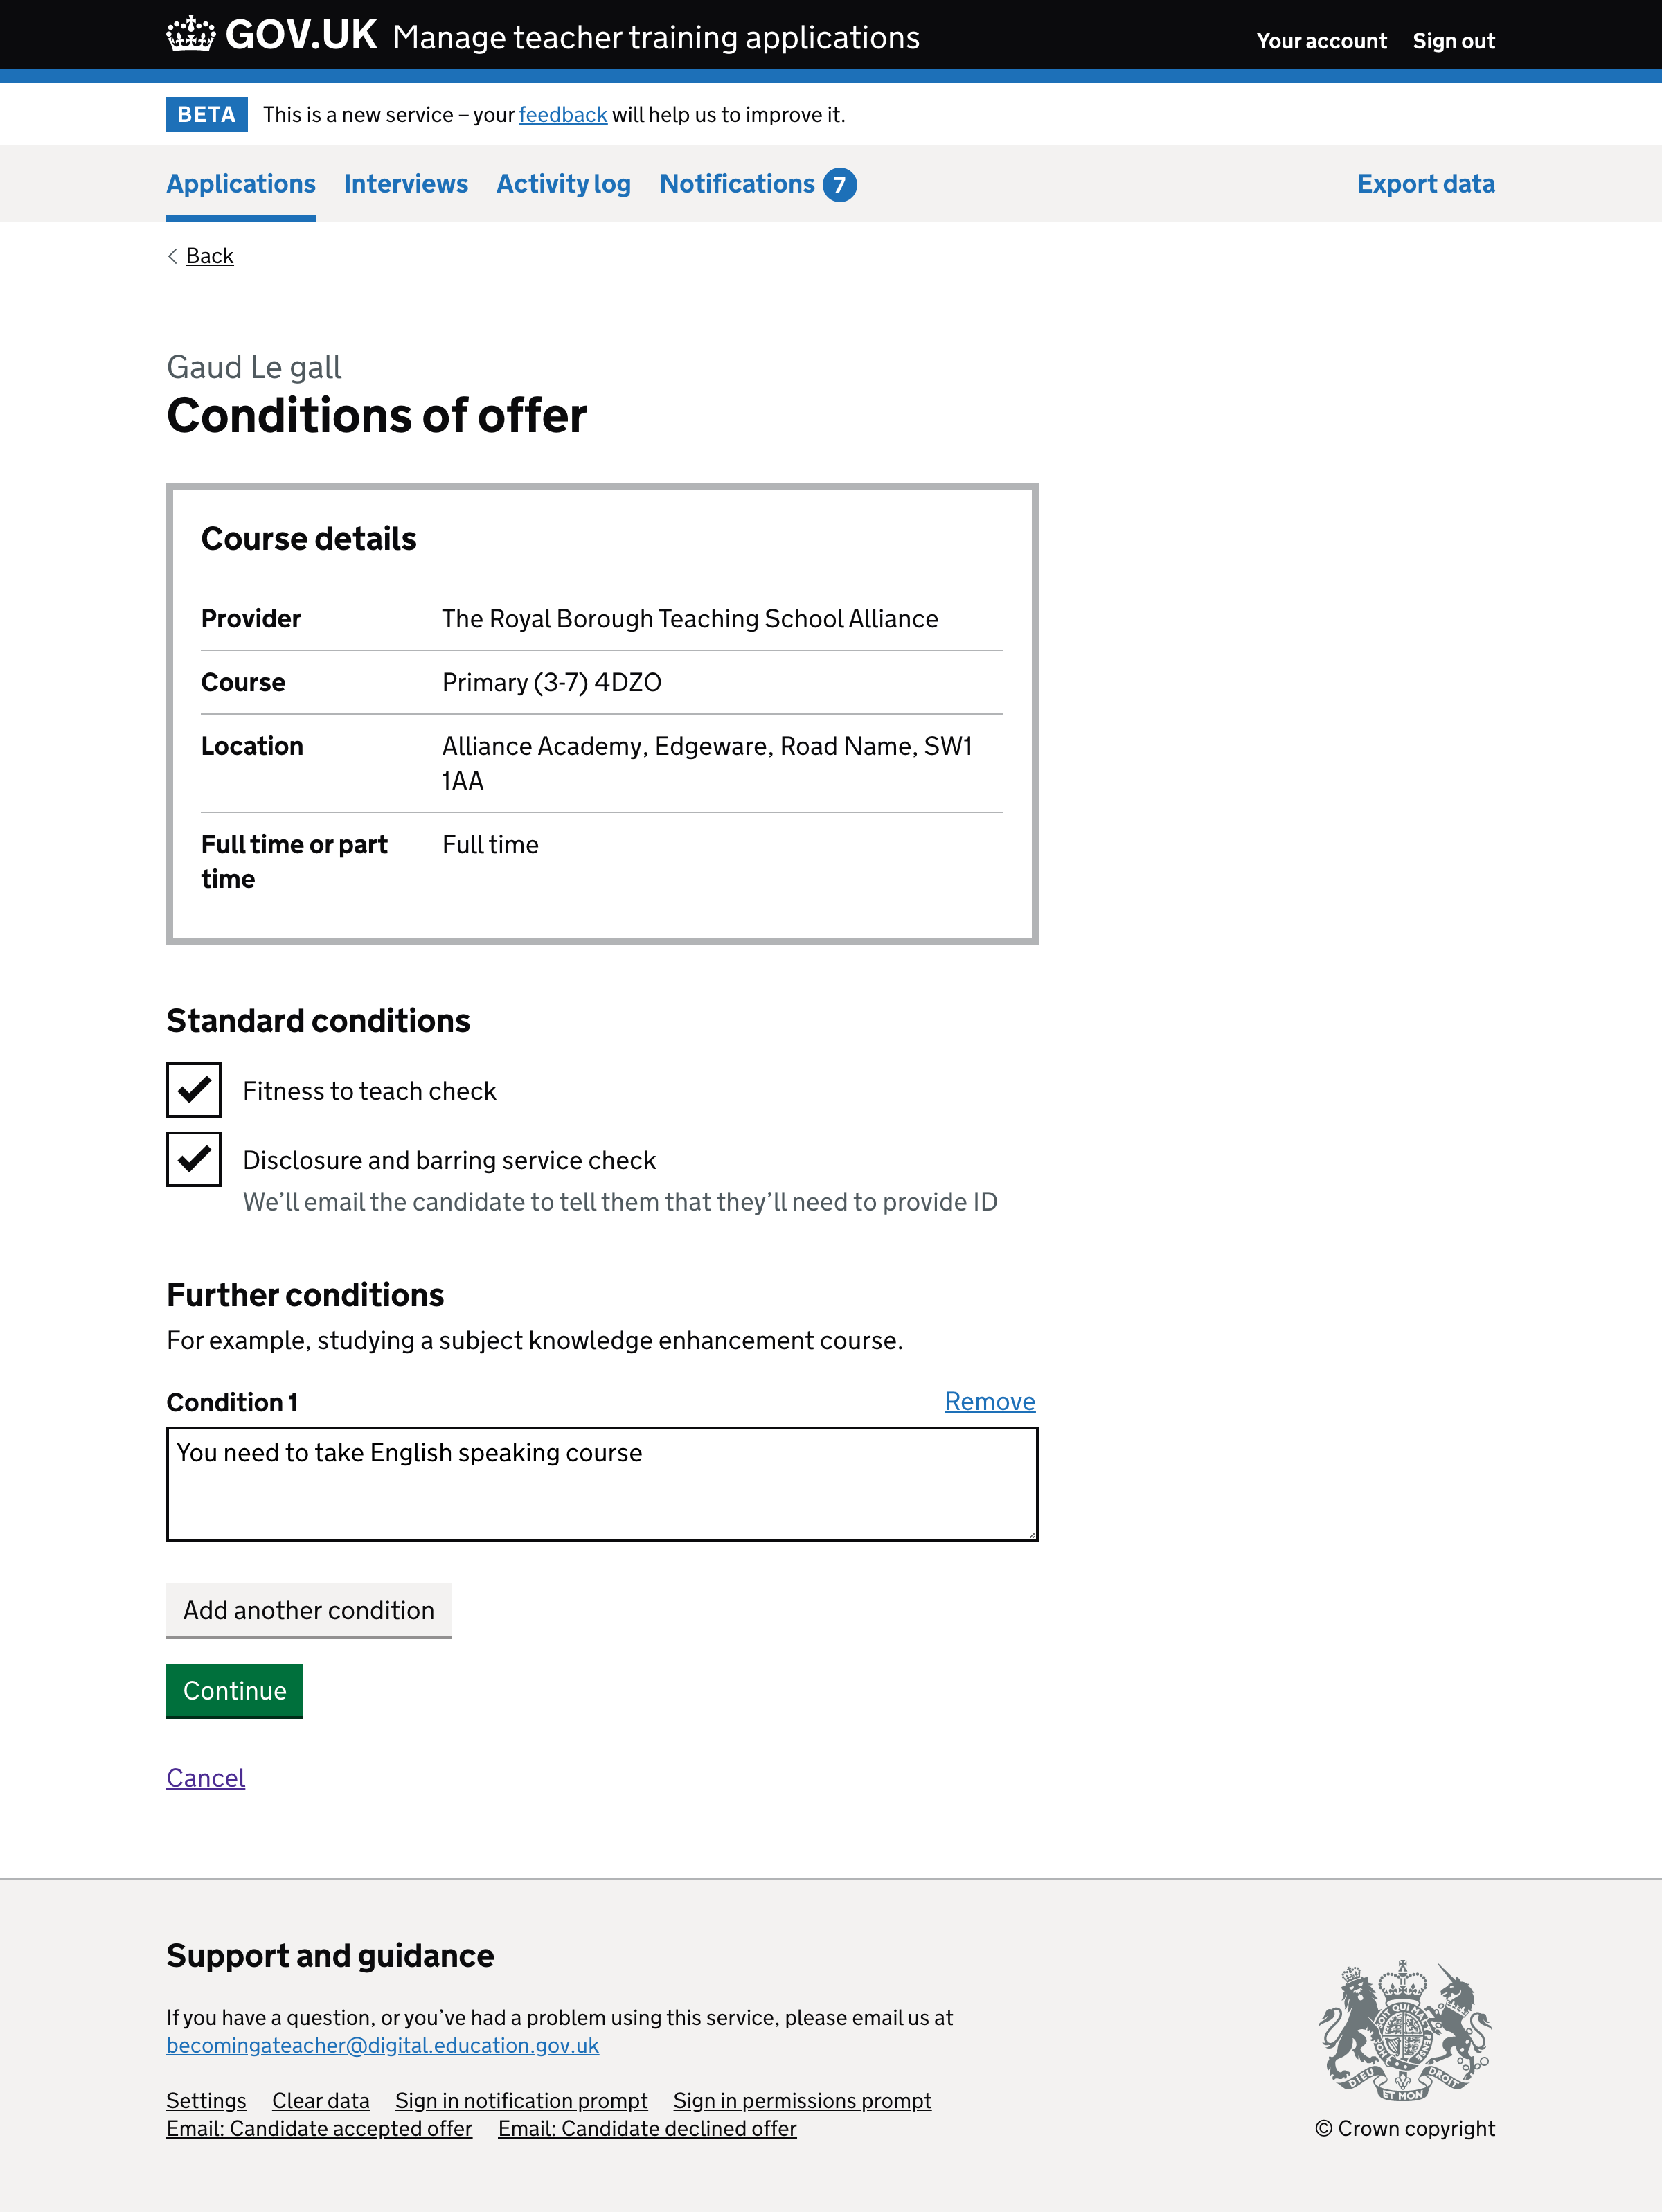 GOV.UK Manage teacher training applications
Your account Sign out
BETA This is a new service – your feedback will help us to improve it.
Applications Interviews Activity log Notifications 7 Export data
Back
Gaud Le gall
Conditions of offer
Course details
Provider The Royal Borough Teaching School Alliance
Course Primary (3-7) 4DZO
Location Alliance Academy, Edgeware, Road Name, SW1
1AA
Full time or part Full time
time
Standard conditions
Fitness to teach check
Disclosure and barring service check
We’ll email the candidate to tell them that they’ll need to provide ID
Further conditions
For example, studying a subject knowledge enhancement course.
Condition 1 Remove
You need to take English speaking course
Add another condition
Continue
Cancel
Support and guidance
If you have a question, or you’ve had a problem using this service, please email us at
becomingateacher@digital.education.gov.uk
Settings Clear data Sign in notification prompt Sign in permissions prompt
Email: Candidate accepted offer Email: Candidate declined offer
DIEU ET MON DROIT
© Crown copyright